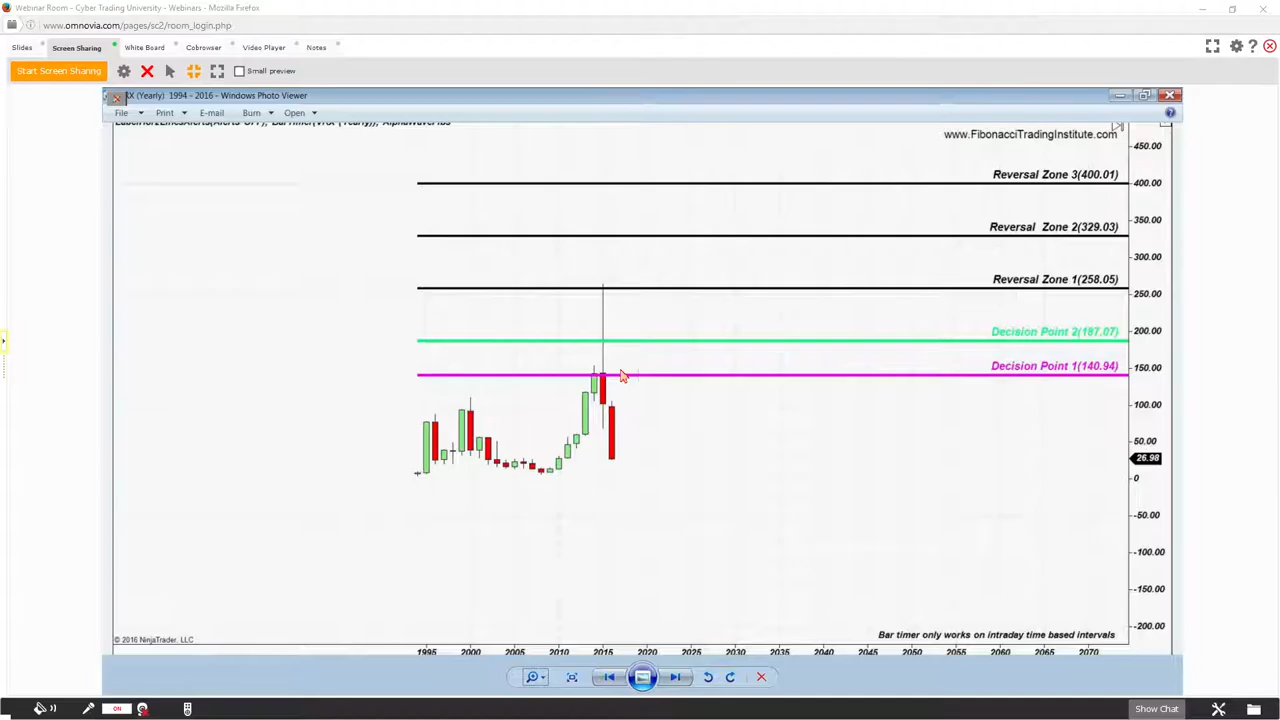 Webinar Room - Cyber Trading University - Webinars - Mozilla Firefox
www.omnovia.com/pages/sc2/room_login.php
Slides Screen Sharing White Board Cobrowser Video Player Notes
Start Screen Sharing Small preview
RX (Yearly) 1994 - 2016 - Windows Photo Viewer
File Print E-mail Burn Open
www.FibonacciTradingInstitute.com
450.00
Reversal Zone 3(400.01)
400.00
350.00
Reversal Zone 2(329.03)
300.00
Reversal Zone 1(258.05)
250.00
Decision Point 2(187.07)
200.00
Decision Point 1(140.94)
150.00
100.00
50.00
26.98
0
-50.00
-100.00
-150.00
-200.00
© 2016 NinjaTrader, LLC
Bar timer only works on intraday time based intervals
1995 2000 2005 2010 2015 2020 2025 2030 2035 2040 2045 2050 2055 2060 2065 2070
ON
Show Chat